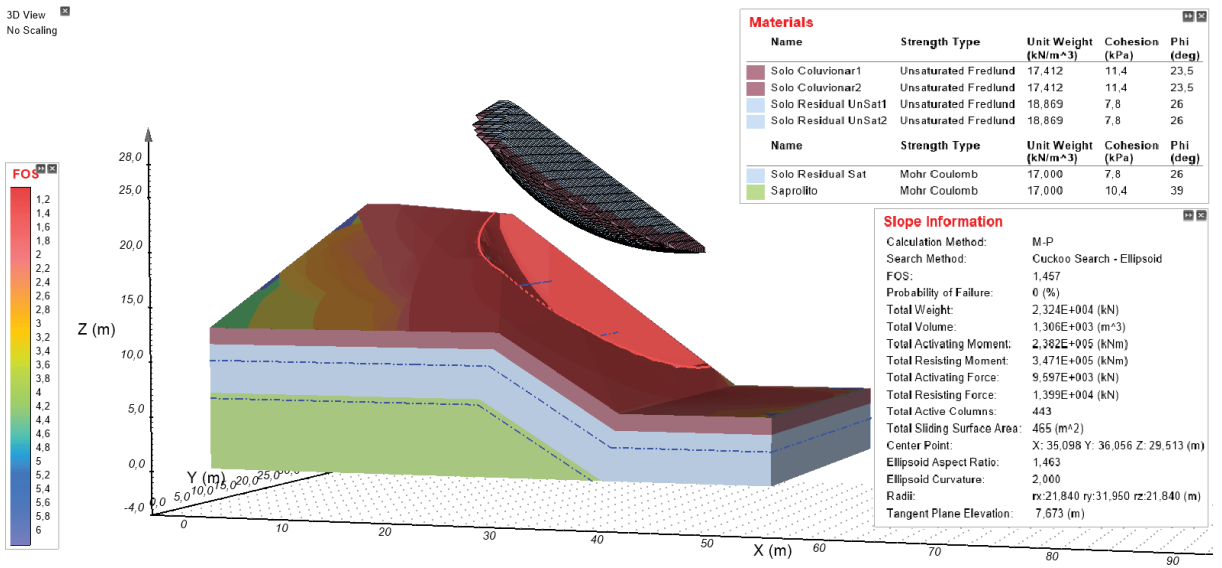 3D View
No Scaling
FOS
1,2
1,4
1,6
1,8
2
2,2
2,4
2,6
2,8
3
3,2
3,4
3,6
3,8
4
4,2
4,4
4,6
4,8
5
5,2
5,4
5,6
5,8
6
28,0
25,0
20,0
15,0
10,0
5,0
0,0
-4,0
Z (m)
Y (m)
0,0 5,0 10,0 15,0 20,0 25,0
0 10 20 30 40 50 60 70 80 90
X (m)
Materials
Name Strength Type Unit Weight (kN/m^3) Cohesion (kPa) Phi (deg)
Solo Coluvionar1 Unsaturated Fredlund 17,412 11,4 23,5
Solo Coluvionar2 Unsaturated Fredlund 17,412 11,4 23,5
Solo Residual UnSat1 Unsaturated Fredlund 18,869 7,8 26
Solo Residual UnSat2 Unsaturated Fredlund 18,869 7,8 26
Name Strength Type Unit Weight (kN/m^3) Cohesion (kPa) Phi (deg)
Solo Residual Sat Mohr Coulomb 17,000 7,8 26
Saprolito Mohr Coulomb 17,000 10,4 39
Slope Information
Calculation Method: M-P
Search Method: Cuckoo Search - Ellipsoid
FOS: 1,457
Probability of Failure: 0 (%)
Total Weight: 2,324E+004 (kN)
Total Volume: 1,306E+003 (m^3)
Total Activating Moment: 2,382E+005 (kNm)
Total Resisting Moment: 3,471E+005 (kNm)
Total Activating Force: 9,597E+003 (kN)
Total Resisting Force: 1,399E+004 (kN)
Total Active Columns: 443
Total Sliding Surface Area: 465 (m^2)
Center Point: X: 35,098 Y: 36,056 Z: 29,513 (m)
Ellipsoid Aspect Ratio: 1,463
Ellipsoid Curvature: 2,000
Radii: rx:21,840 ry:31,950 rz:21,840 (m)
Tangent Plane Elevation: 7,673 (m)